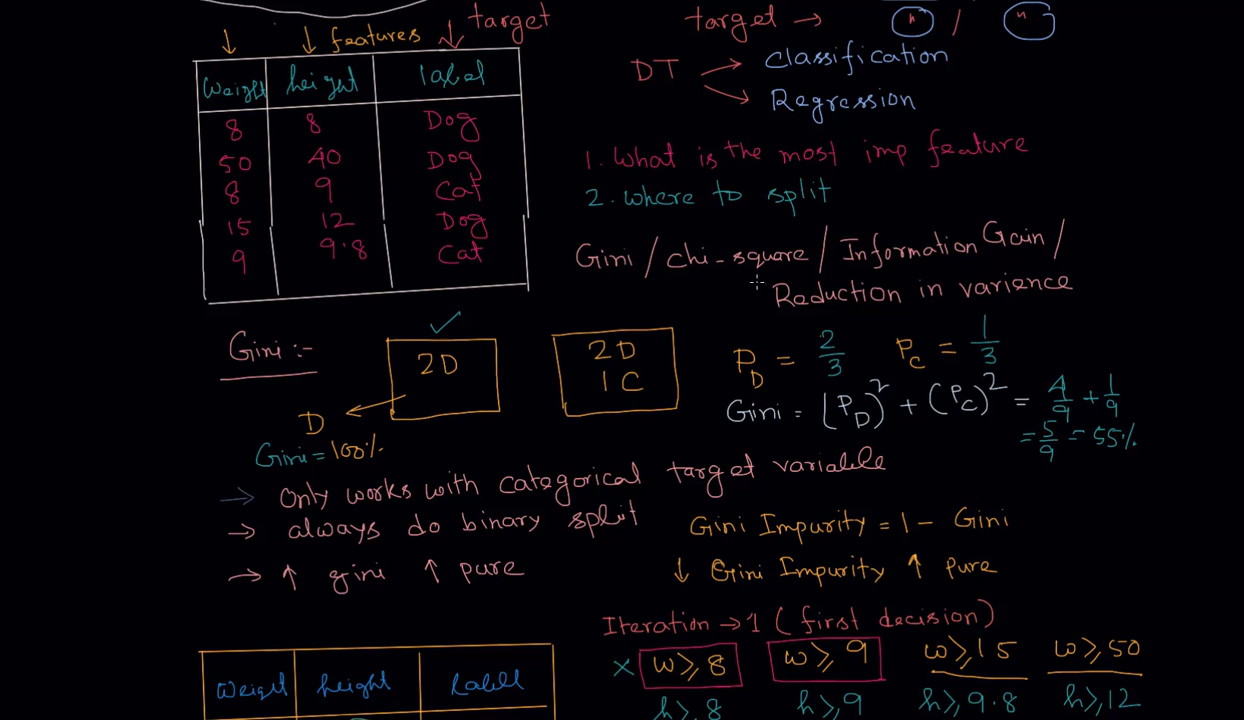 features
target
weight height label
8 8 Dog
50 40 Dog
8 9 Cat
15 12 Dog
9 9.8 Cat
target → n / n
DT → Classification
→ Regression
1. What is the most imp feature
2. where to split
Gini / chi-square / Information Gain /
Reduction in varience
Gini :-
✓
2D
D
Gini = 100%
2D
1C
P_D = 2/3 P_C = 1/3
Gini = (P_D)² + (P_C)² = 4/9 + 1/9
= 5/9 = 55%
→ Only works with categorical target variable
→ always do binary split
→ ↑ gini ↑ pure
Gini Impurity = 1 - Gini
↓ Gini Impurity ↑ pure
Iteration → 1 ( first decision)
× w ≥ 8 w ≥ 9 w ≥ 15 w ≥ 50
h ≥ 8 h ≥ 9 h ≥ 9.8 h ≥ 12
weight height labell